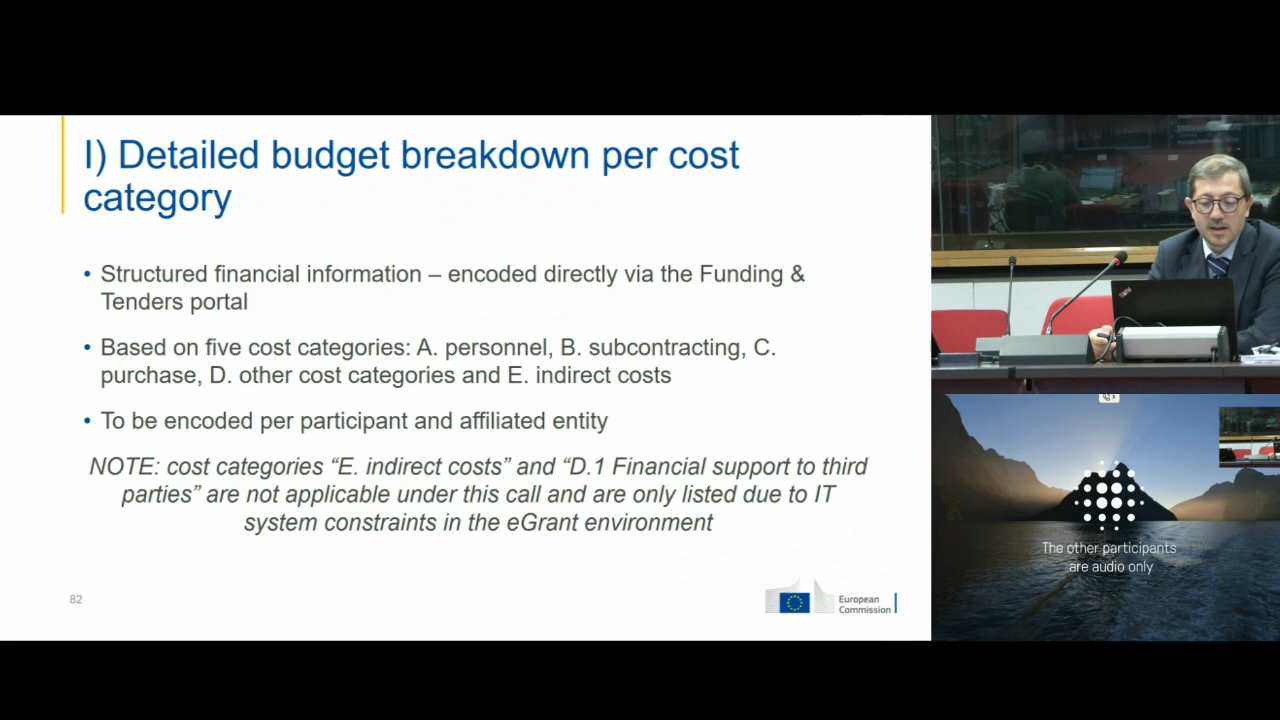 I) Detailed budget breakdown per cost
category
• Structured financial information – encoded directly via the Funding &
Tenders portal
• Based on five cost categories: A. personnel, B. subcontracting, C.
purchase, D. other cost categories and E. indirect costs
• To be encoded per participant and affiliated entity
NOTE: cost categories “E. indirect costs” and “D.1 Financial support to third
parties” are not applicable under this call and are only listed due to IT
system constraints in the eGrant environment
82
European
Commission
The other participants
are audio only